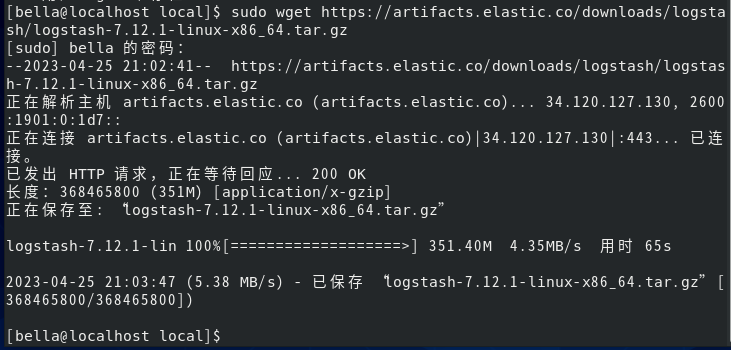 [bella@localhost local]$ sudo wget https://artifacts.elastic.co/downloads/logsta
sh/logstash-7.12.1-linux-x86_64.tar.gz
[sudo] bella 的密码：
--2023-04-25 21:02:41--  https://artifacts.elastic.co/downloads/logstash/logstas
h-7.12.1-linux-x86_64.tar.gz
正在解析主机 artifacts.elastic.co (artifacts.elastic.co)... 34.120.127.130, 2600
:1901:0:1d7::
正在连接 artifacts.elastic.co (artifacts.elastic.co)|34.120.127.130|:443... 已连
接。
已发出 HTTP 请求，正在等待回应... 200 OK
长度：368465800 (351M) [application/x-gzip]
正在保存至: “logstash-7.12.1-linux-x86_64.tar.gz”
logstash-7.12.1-lin 100%[===================>] 351.40M  4.35MB/s  用时 65s
2023-04-25 21:03:47 (5.38 MB/s) - 已保存 “logstash-7.12.1-linux-x86_64.tar.gz” [
368465800/368465800])
[bella@localhost local]$